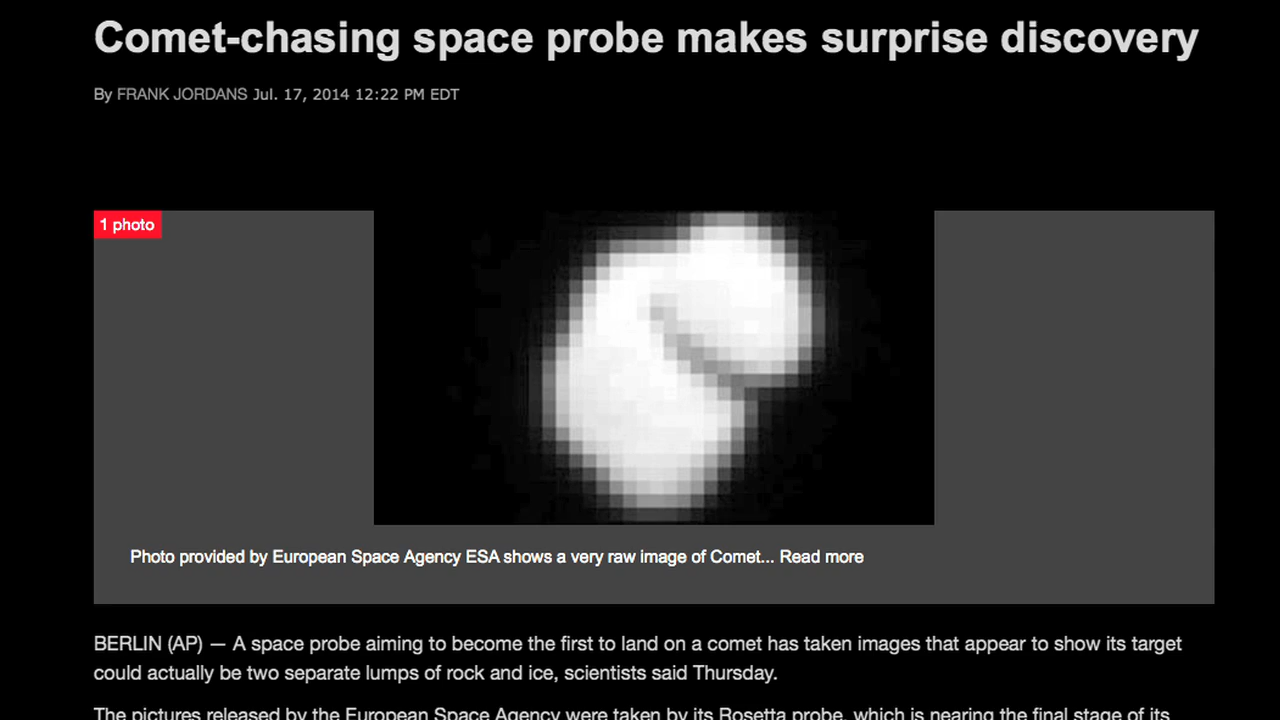 Comet-chasing space probe makes surprise discovery
By FRANK JORDANS Jul. 17, 2014 12:22 PM EDT
1 photo
Photo provided by European Space Agency ESA shows a very raw image of Comet... Read more
BERLIN (AP) — A space probe aiming to become the first to land on a comet has taken images that appear to show its target
could actually be two separate lumps of rock and ice, scientists said Thursday.
The pictures released by the European Space Agency were taken by its Rosetta probe, which is nearing the final stage of its